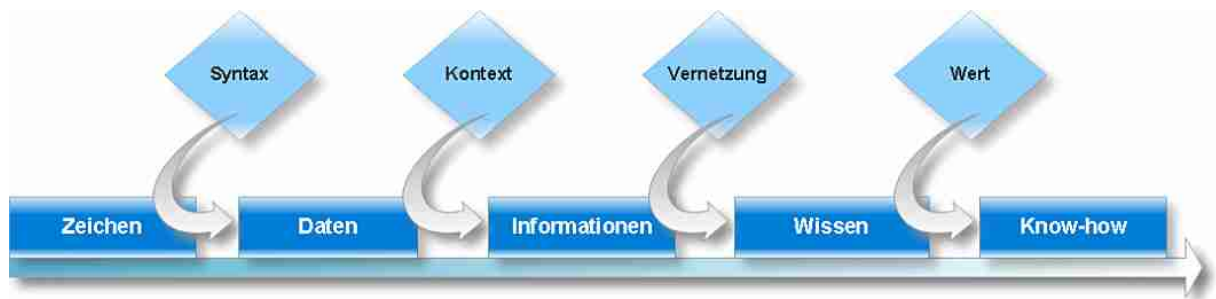 Syntax Kontext Vernetzung Wert
Zeichen Daten Informationen Wissen Know-how